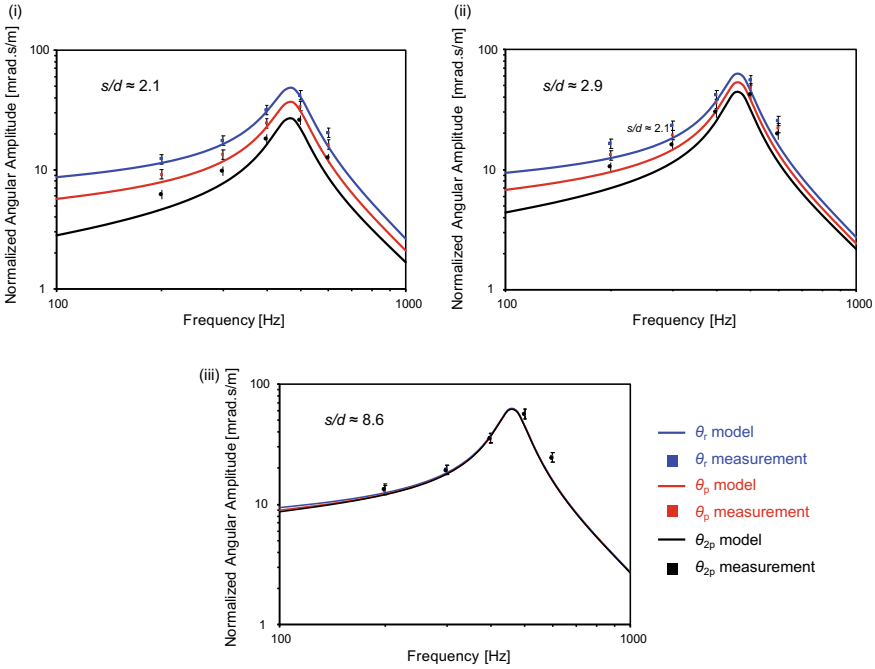 (i)
Normalized Angular Amplitude [mrad.s/m]
100
10
1
s/d ≈ 2.1
100
1000
Frequency [Hz]
(ii)
Normalized Angular Amplitude [mrad.s/m]
100
10
1
s/d ≈ 2.9
s/d ≈ 2.1
100
1000
Frequency [Hz]
(iii)
Normalized Angular Amplitude [mrad.s/m]
100
10
1
s/d ≈ 8.6
100
1000
Frequency [Hz]
θr model
θr measurement
θp model
θp measurement
θ2p model
θ2p measurement